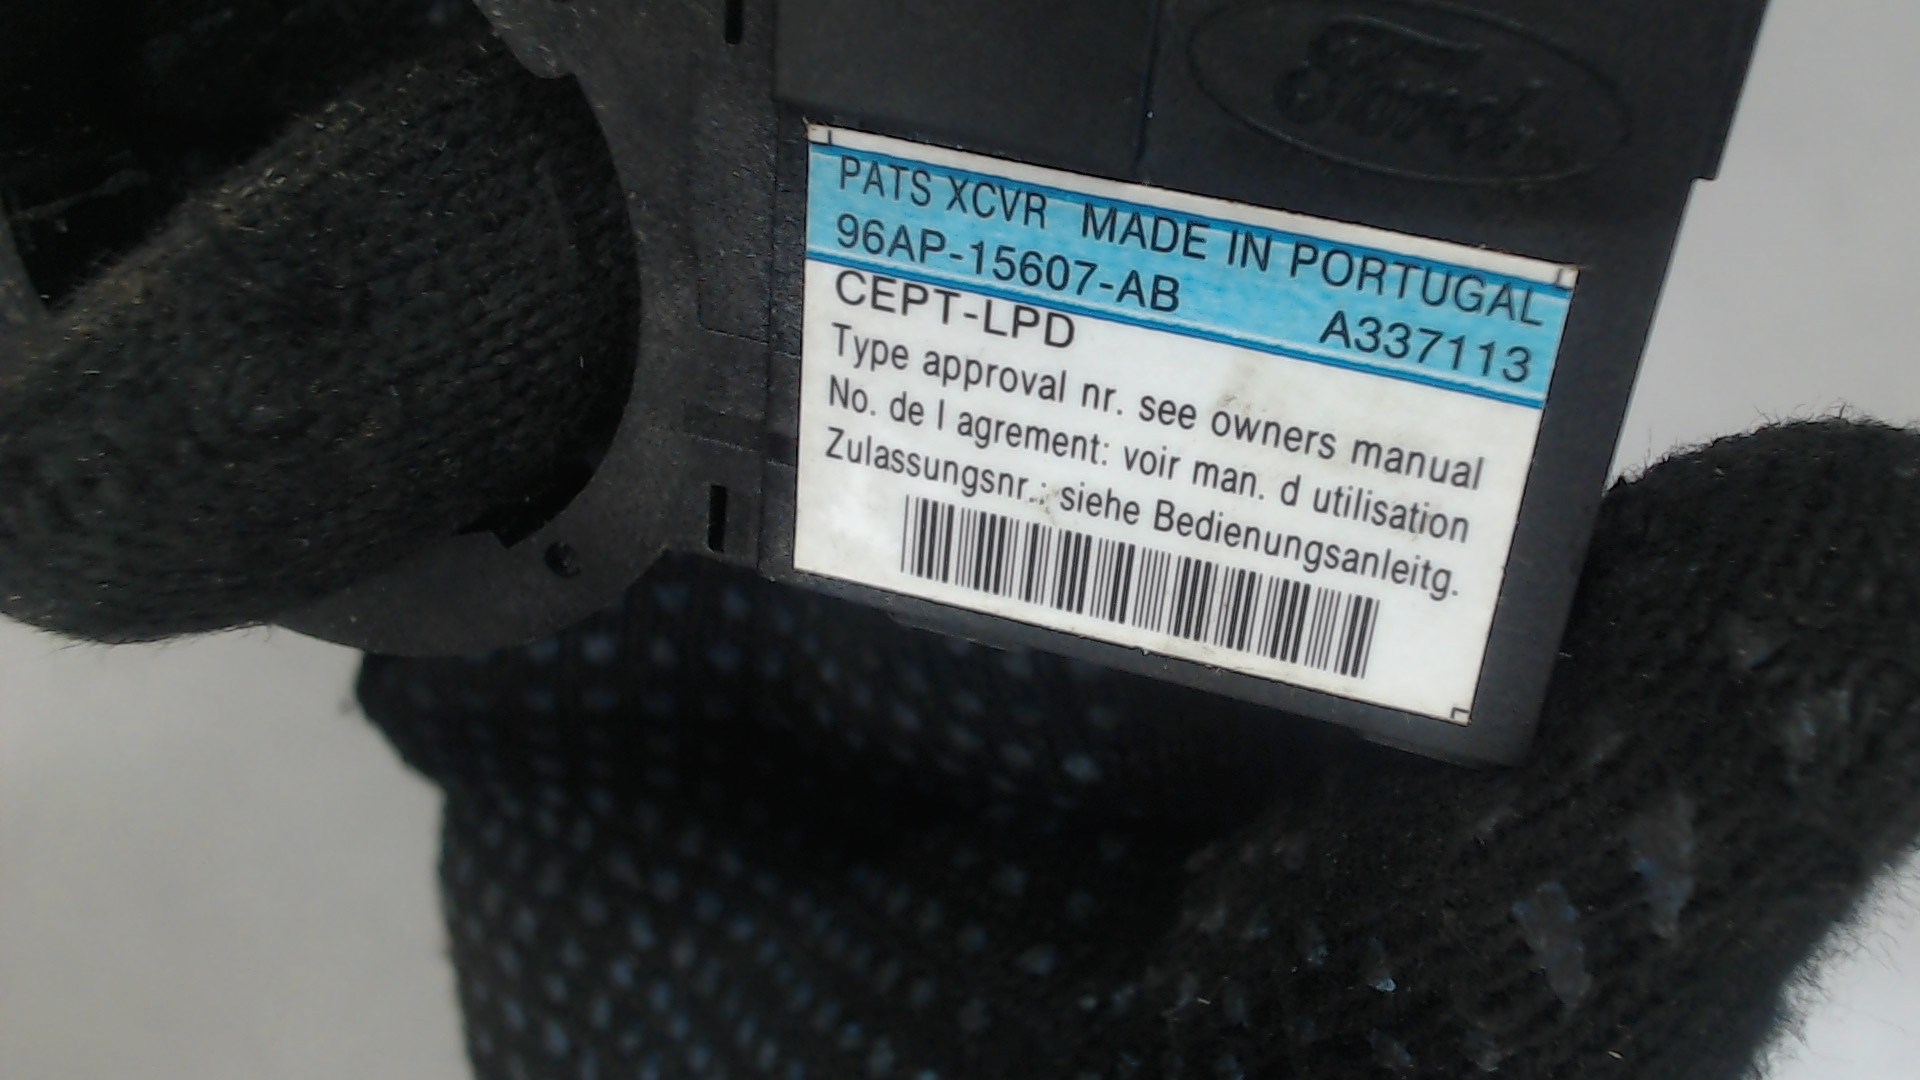 Ford
PATS XCVR MADE IN PORTUGAL
96AP-15607-AB A337113
CEPT-LPD
Type approval nr. see owners manual
No. de l agrement: voir man. d utilisation
Zulassungsnr.: siehe Bedienungsanleitg.